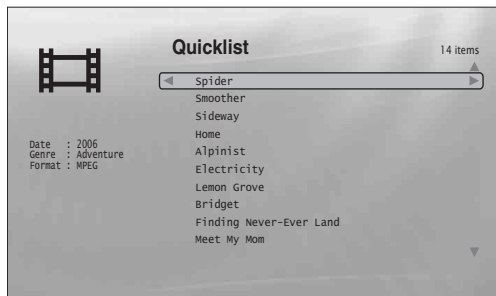 Quicklist
14 items
Spider
Smoother
Sideway
Home
Alpinist
Electricity
Lemon Grove
Bridget
Finding Never-Ever Land
Meet My Mom
Date : 2006
Genre : Adventure
Format : MPEG